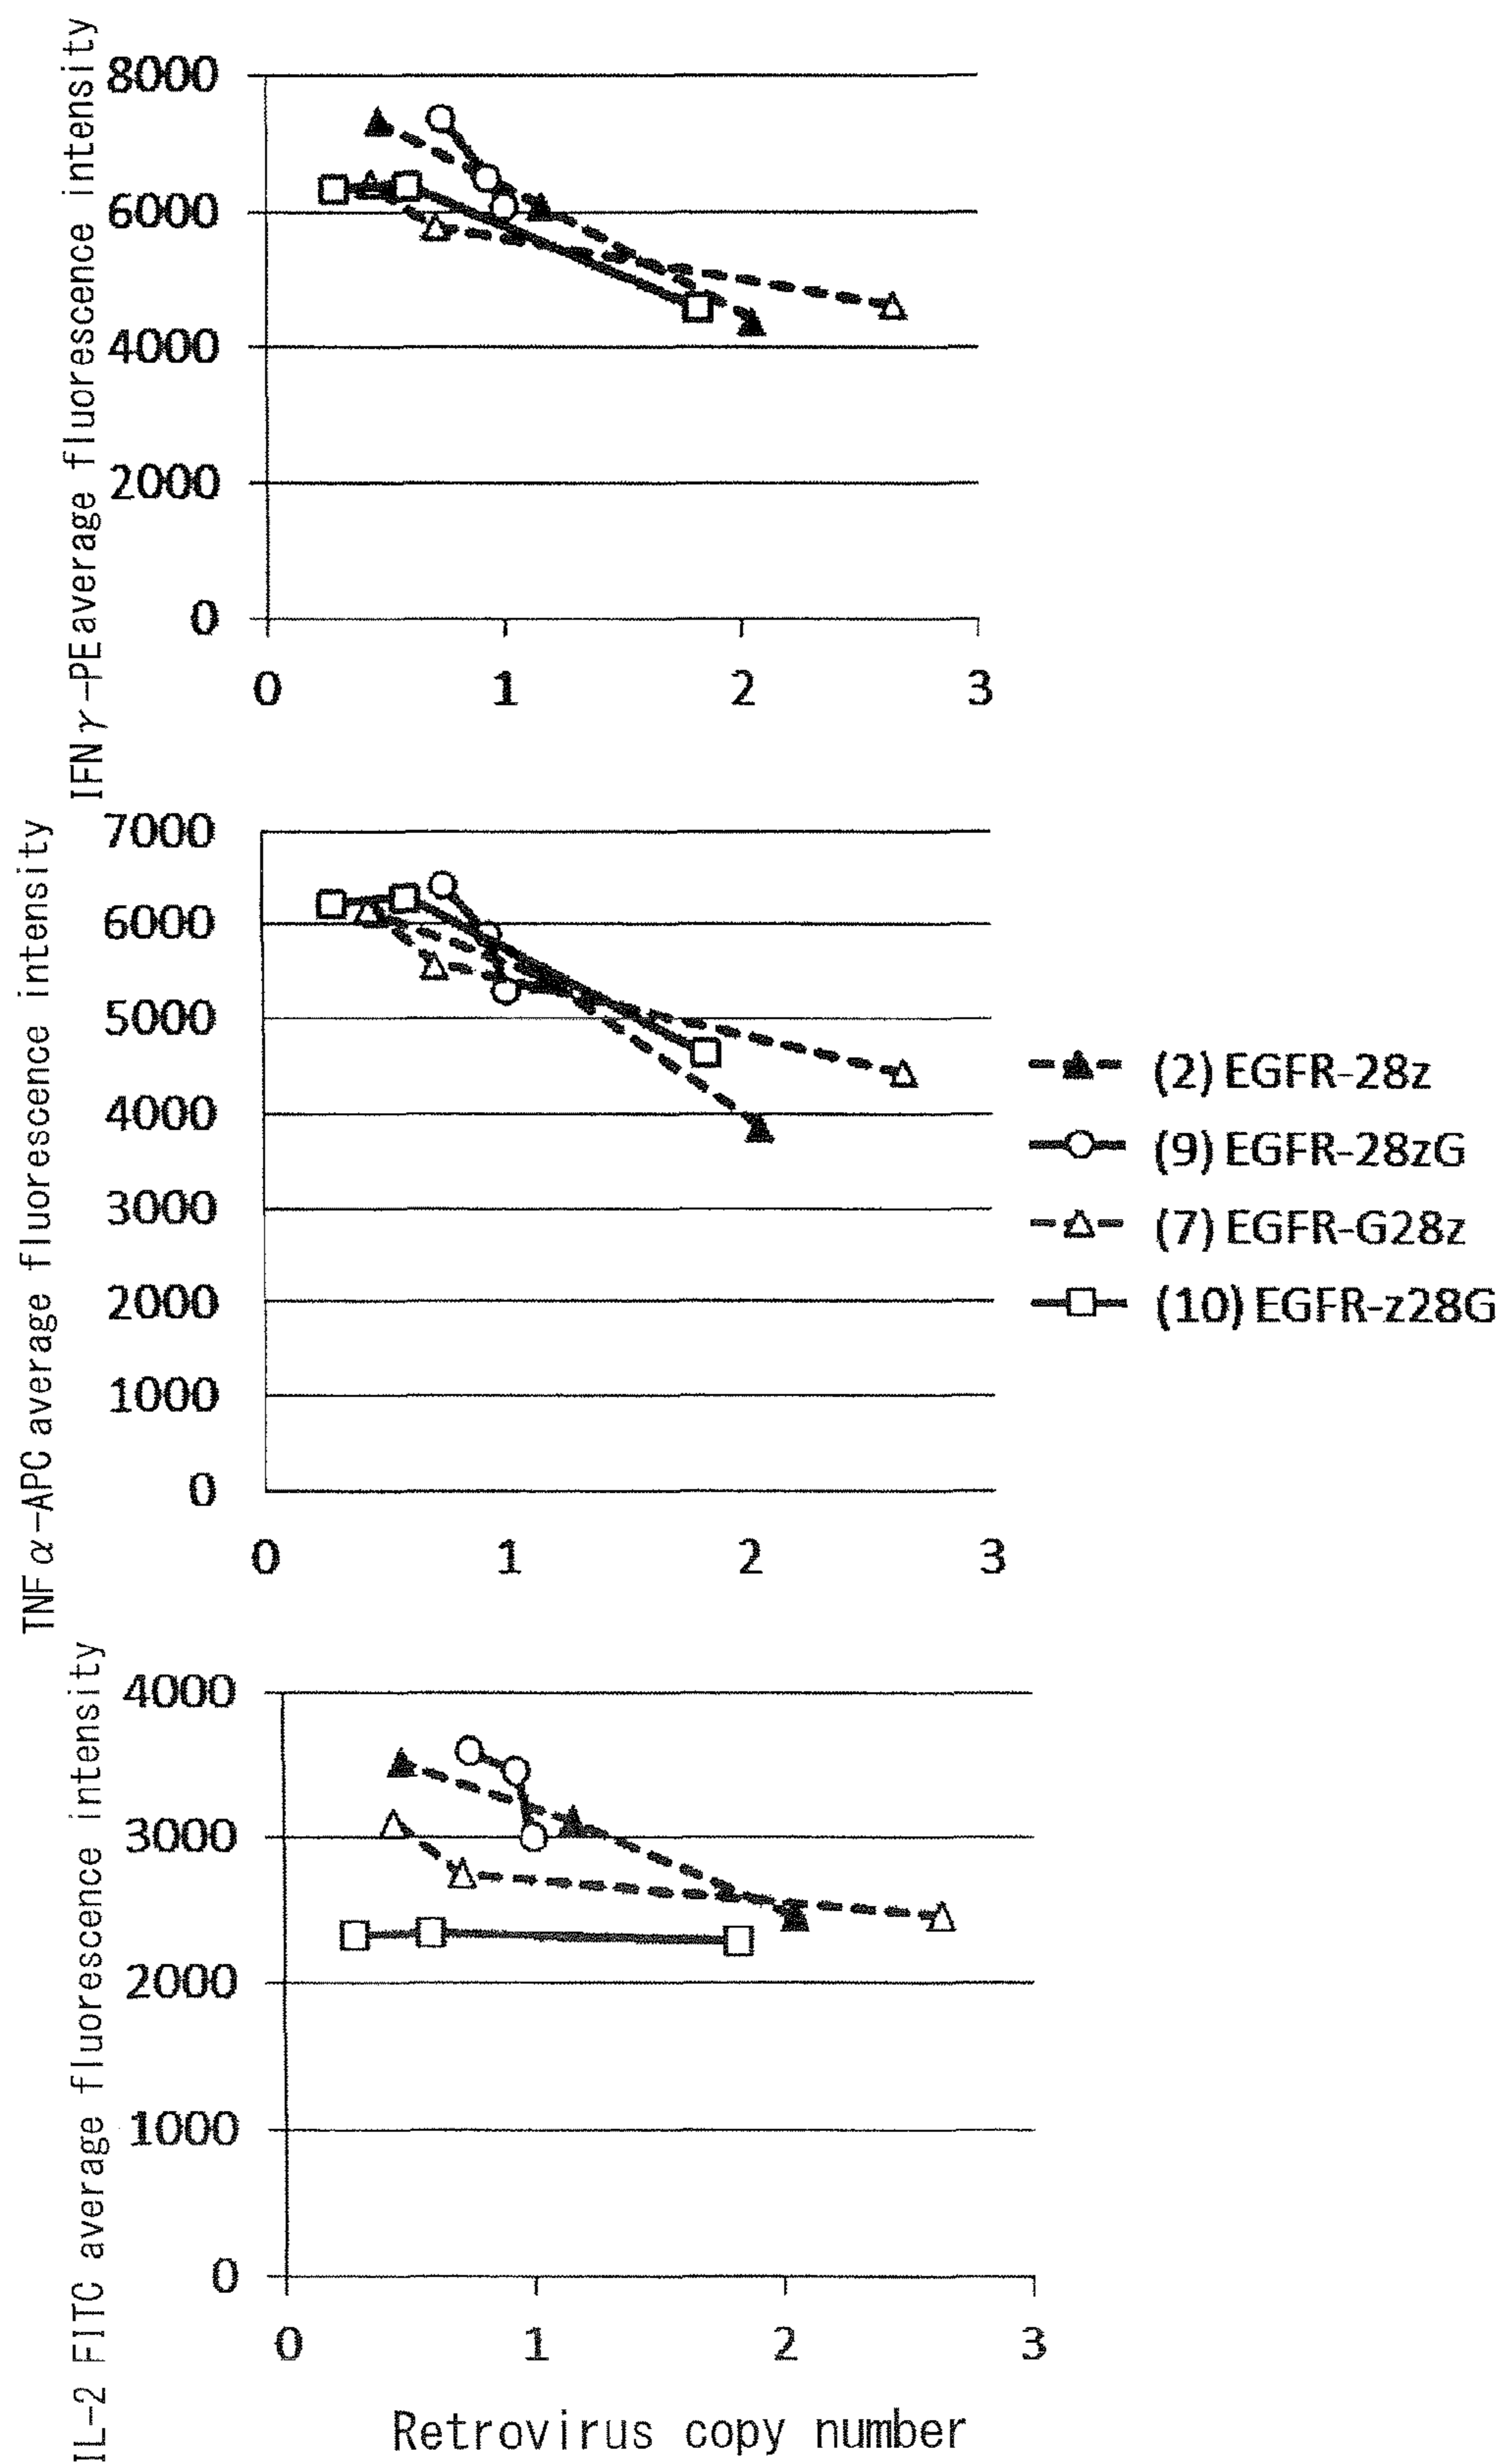 IFNγ-PE average fluorescence intensity
8000
6000
4000
2000
0
0 1 2 3
TNFα-APC average fluorescence intensity
7000
6000
5000
4000
3000
2000
1000
0
0 1 2 3
(2) EGFR-28z
(9) EGFR-28zG
(7) EGFR-G28z
(10) EGFR-z28G
IL-2 FITC average fluorescence intensity
4000
3000
2000
1000
0
0 1 2 3
Retrovirus copy number